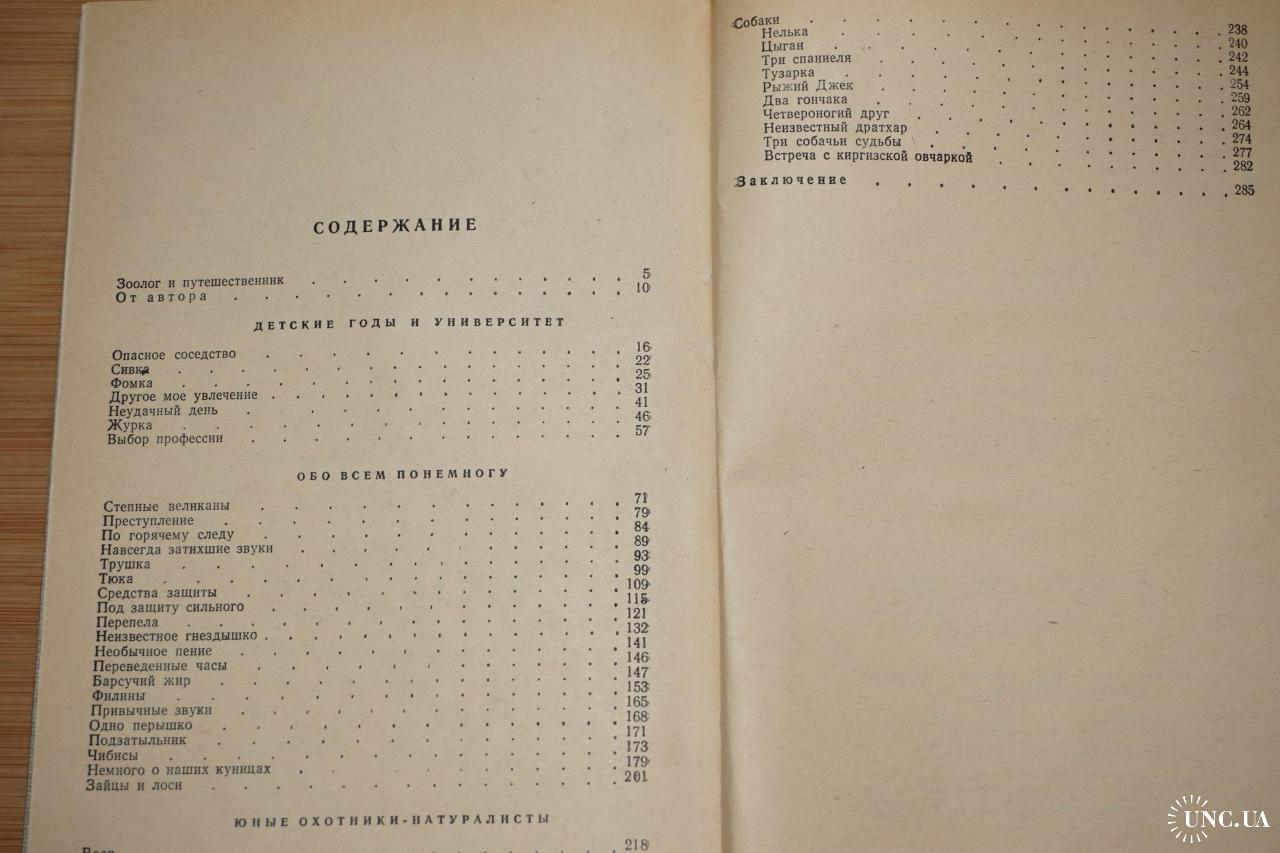 СОДЕРЖАНИЕ
Зоолог и путешественник . . . . . . . . . . . . 5
От автора . . . . . . . . . . . . . . 10
ДЕТСКИЕ ГОДЫ И УНИВЕРСИТЕТ
Опасное соседство . . . . . . . . . . . . . 16
Сивка . . . . . . . . . . . . . . . 22
Фомка . . . . . . . . . . . . . . . 25
Другое мое увлечение . . . . . . . . . . . . . 31
Неудачный день . . . . . . . . . . . . . 41
Журка . . . . . . . . . . . . . . . 46
Выбор профессии . . . . . . . . . . . . . 57
ОБО ВСЕМ ПОНЕМНОГУ
Степные великаны . . . . . . . . . . . . . 71
Преступление . . . . . . . . . . . . . . 79
По горячему следу . . . . . . . . . . . . . 84
Навсегда затихшие звуки . . . . . . . . . . . . 89
Трушка . . . . . . . . . . . . . . . 93
Тюка . . . . . . . . . . . . . . . 99
Средства защиты . . . . . . . . . . . . . 109
Под защиту сильного . . . . . . . . . . . . 115
Перепела . . . . . . . . . . . . . . . 121
Неизвестное гнездышко . . . . . . . . . . . . 132
Необычное пение . . . . . . . . . . . . . 141
Переведенные часы . . . . . . . . . . . . . 146
Барсучий жир . . . . . . . . . . . . . . 147
Филины . . . . . . . . . . . . . . . 153
Привычные звуки . . . . . . . . . . . . . 165
Одно перышко . . . . . . . . . . . . . . 168
Подзатыльник . . . . . . . . . . . . . . 171
Чибисы . . . . . . . . . . . . . . . 173
Немного о наших куницах . . . . . . . . . . . 179
Зайцы и лоси . . . . . . . . . . . . . . 201
ЮНЫЕ ОХОТНИКИ-НАТУРАЛИСТЫ
218
Собаки . . . . . . . . . . . . . . 238
Нелька . . . . . . . . . . . . . 240
Цыган . . . . . . . . . . . . . 242
Три спаниеля . . . . . . . . . . . . 244
Тузарка . . . . . . . . . . . . . 254
Рыжий Джек . . . . . . . . . . . . 259
Два гончака . . . . . . . . . . . . 262
Четвероногий друг . . . . . . . . . . . 264
Неизвестный дратхар . . . . . . . . . . 274
Три собачьи судьбы . . . . . . . . . . 277
Встреча с киргизской овчаркой . . . . . . . . 282
Заключение . . . . . . . . . . . . 285
UNC.UA